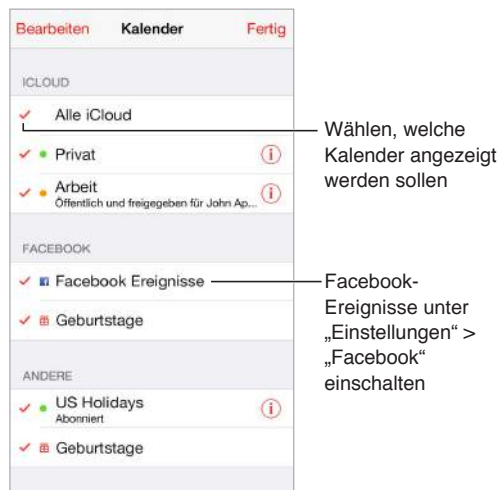 Bearbeiten Kalender Fertig
ICLOUD
Alle iCloud
Privat
Arbeit
Öffentlich und freigegeben für John Ap...
FACEBOOK
Facebook Ereignisse
Geburtstage
ANDERE
US Holidays
Abonniert
Geburtstage
Wählen, welche
Kalender angezeigt
werden sollen
Facebook-
Ereignisse unter
„Einstellungen“ >
„Facebook“
einschalten